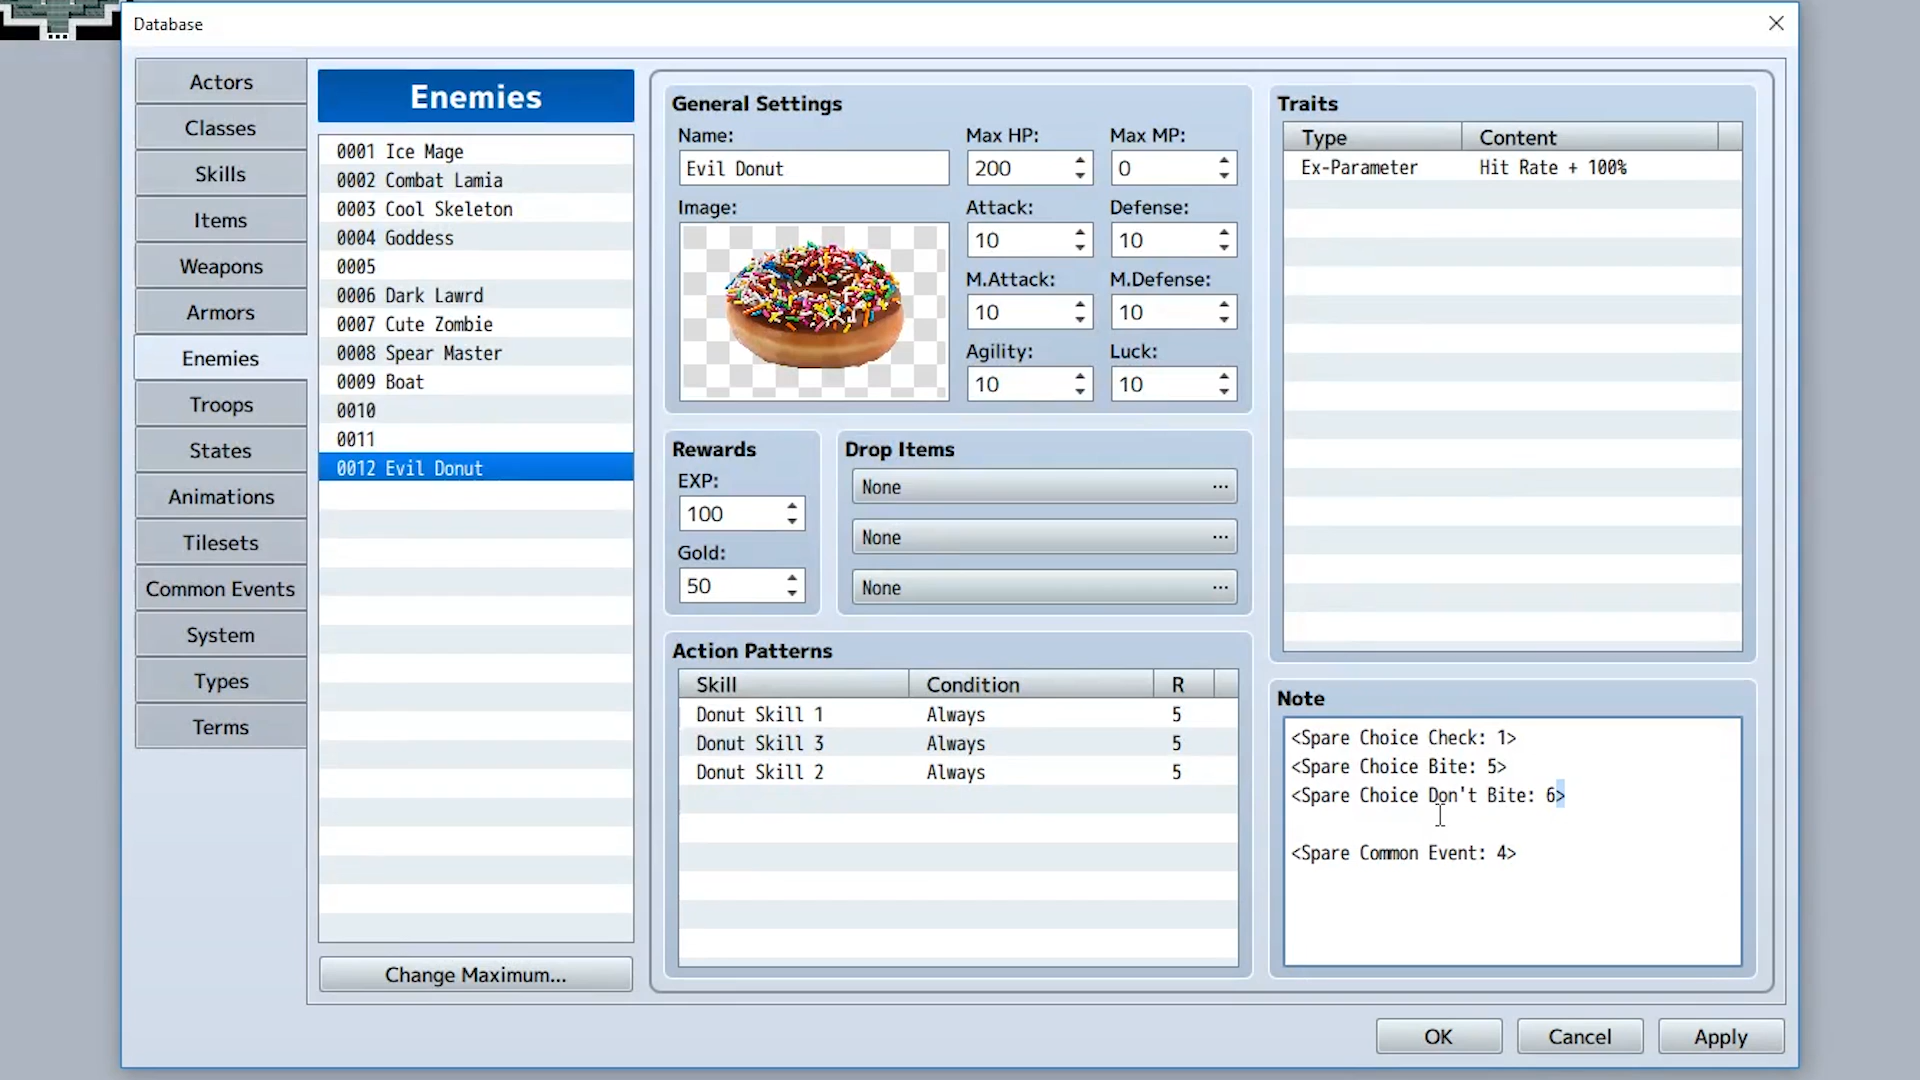 Database
Actors
Classes
Skills
Items
Weapons
Armors
Enemies
Troops
States
Animations
Tilesets
Common Events
System
Types
Terms
Enemies
0001 Ice Mage
0002 Combat Lamia
0003 Cool Skeleton
0004 Goddess
0005
0006 Dark Lawrd
0007 Cute Zombie
0008 Spear Master
0009 Boat
0010
0011
0012 Evil Donut
Change Maximum...
General Settings
Name:
Evil Donut
Image:
Max HP:
200
Max MP:
0
Attack:
10
Defense:
10
M.Attack:
10
M.Defense:
10
Agility:
10
Luck:
10
Rewards
EXP:
100
Gold:
50
Drop Items
None ...
None ...
None ...
Action Patterns
Skill Condition R
Donut Skill 1 Always 5
Donut Skill 3 Always 5
Donut Skill 2 Always 5
Traits
Type Content
Ex-Parameter Hit Rate + 100%
Note
<Spare Choice Check: 1>
<Spare Choice Bite: 5>
<Spare Choice Don't Bite: 6>
<Spare Common Event: 4>
OK
Cancel
Apply